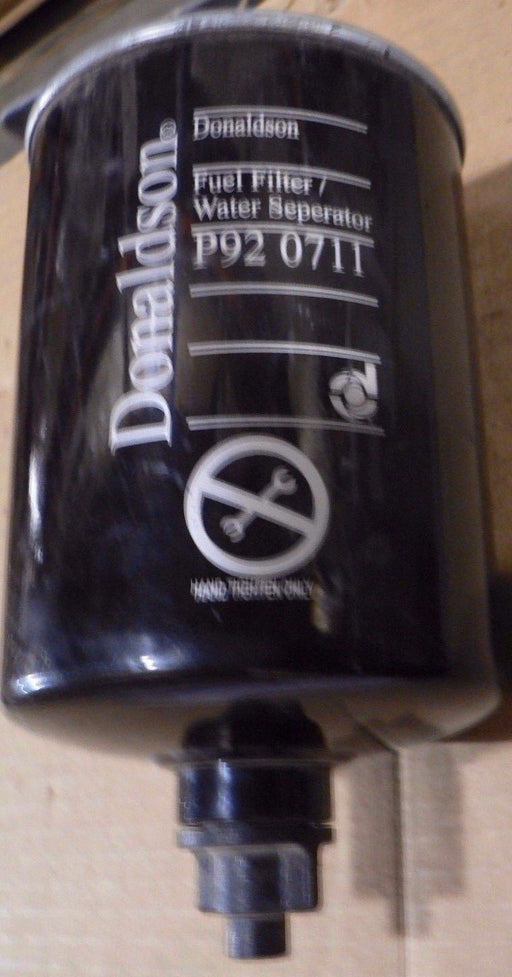 Donaldson®
Donaldson
Fuel Filter /
Water Seperator
P92 0711
HAND TIGHTEN ONLY